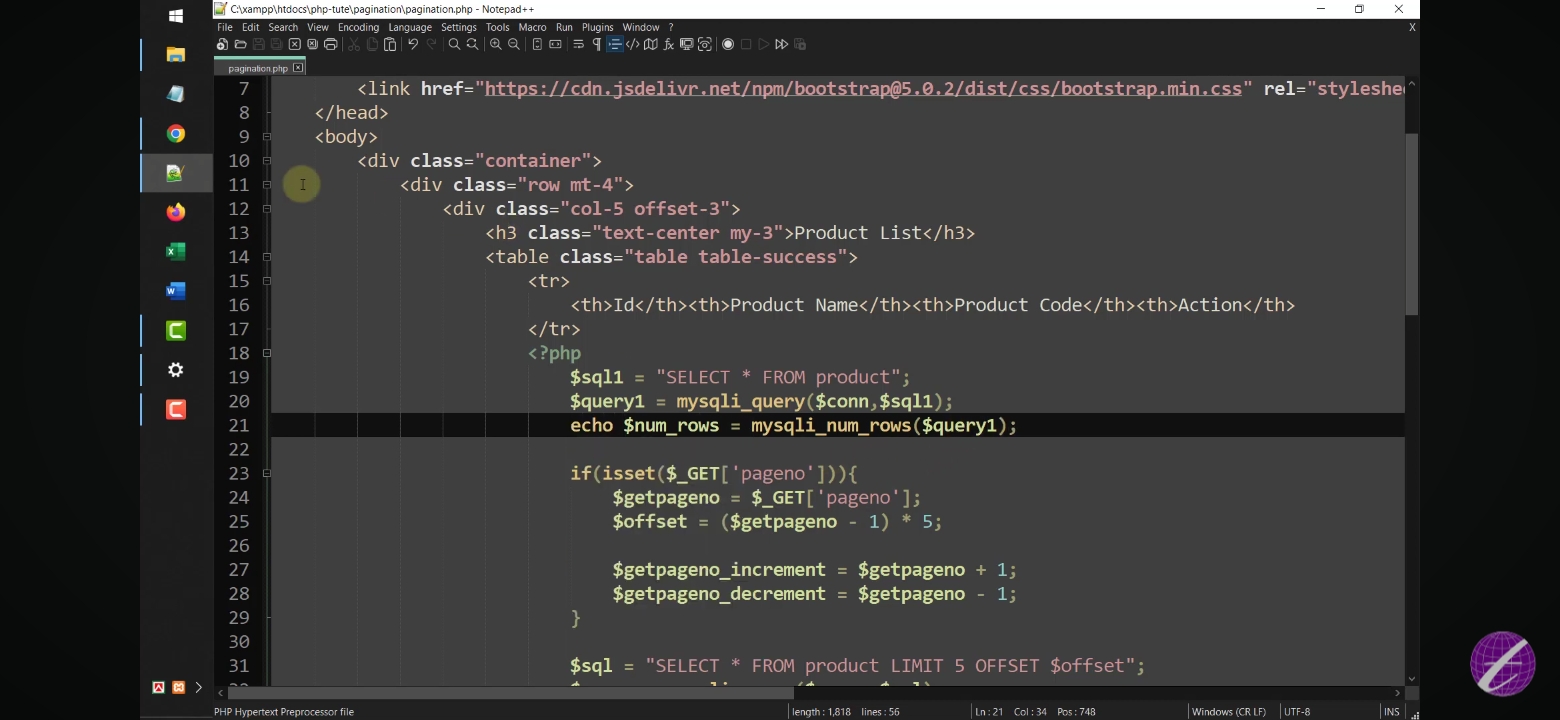 C:\xampp\htdocs\php-tute\pagination\pagination.php - Notepad++
File Edit Search View Encoding Language Settings Tools Macro Run Plugins Window ? X
pagination.php
7 <link href="https://cdn.jsdelivr.net/npm/bootstrap@5.0.2/dist/css/bootstrap.min.css" rel="styleshe
8 </head>
9 <body>
10 <div class="container">
11 <div class="row mt-4">
12 <div class="col-5 offset-3">
13 <h3 class="text-center my-3">Product List</h3>
14 <table class="table table-success">
15 <tr>
16 <th>Id</th><th>Product Name</th><th>Product Code</th><th>Action</th>
17 </tr>
18 <?php
19 $sql1 = "SELECT * FROM product";
20 $query1 = mysqli_query($conn,$sql1);
21 echo $num_rows = mysqli_num_rows($query1);
22
23 if(isset($_GET['pageno'])){
24 $getpageno = $_GET['pageno'];
25 $offset = ($getpageno - 1) * 5;
26
27 $getpageno_increment = $getpageno + 1;
28 $getpageno_decrement = $getpageno - 1;
29 }
30
31 $sql = "SELECT * FROM product LIMIT 5 OFFSET $offset";
PHP Hypertext Preprocessor file length : 1,818 lines : 56 Ln : 21 Col : 34 Pos : 748 Windows (CR LF) UTF-8 INS